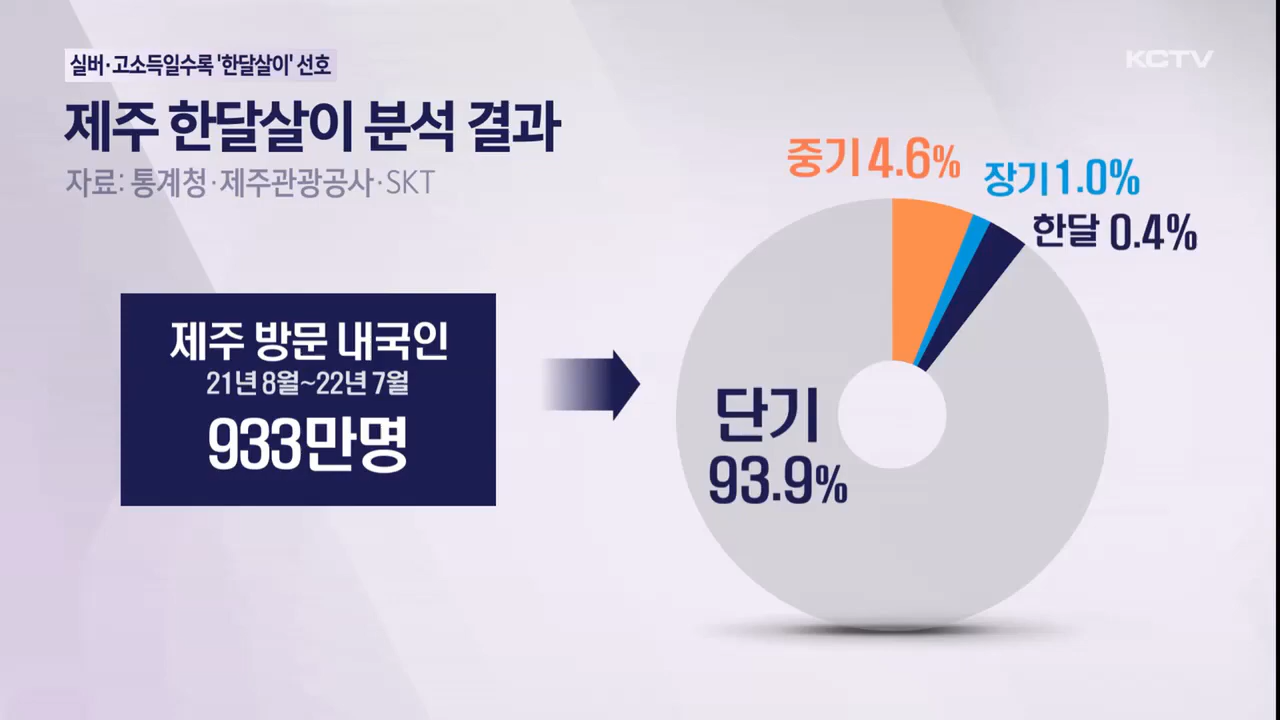 실버·고소득일수록 '한달살이' 선호
KCTV
제주 한달살이 분석 결과
자료: 통계청·제주관광공사·SKT
중기 4.6%
장기 1.0%
한달 0.4%
제주 방문 내국인
21년 8월~22년 7월
933만명
단기
93.9%